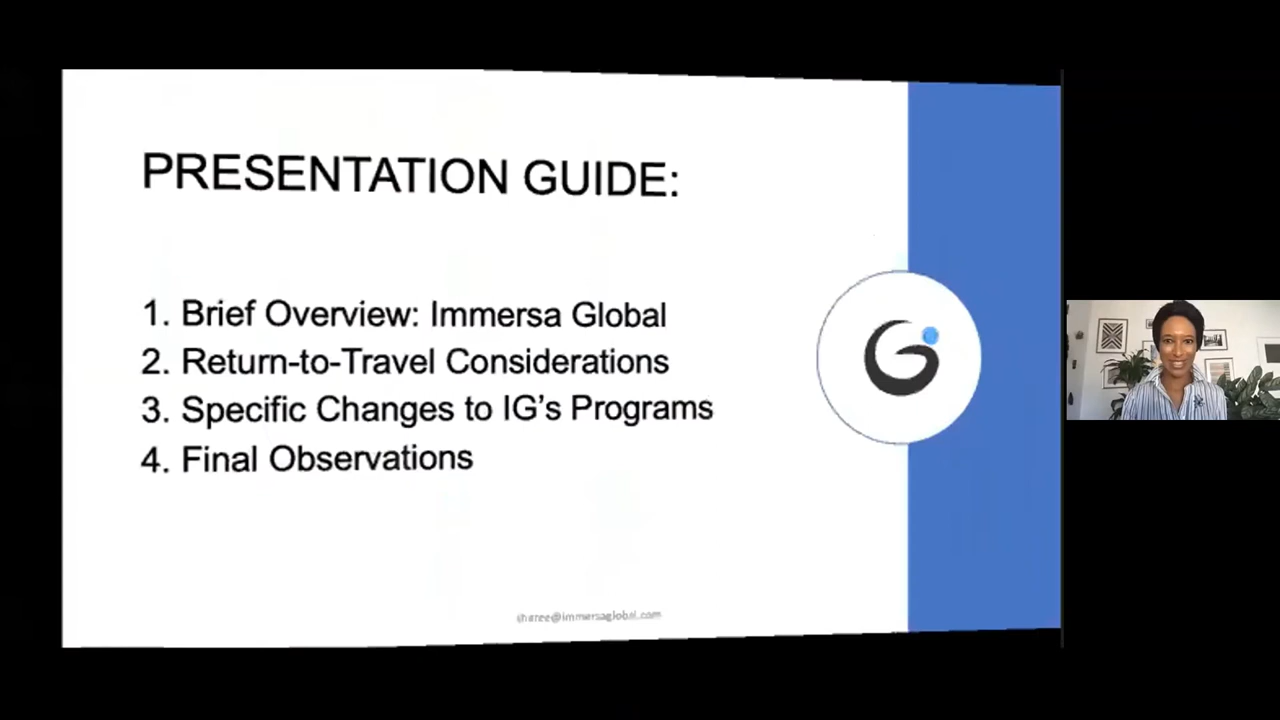 PRESENTATION GUIDE:
1. Brief Overview: Immersa Global
2. Return-to-Travel Considerations
3. Specific Changes to IG's Programs
4. Final Observations